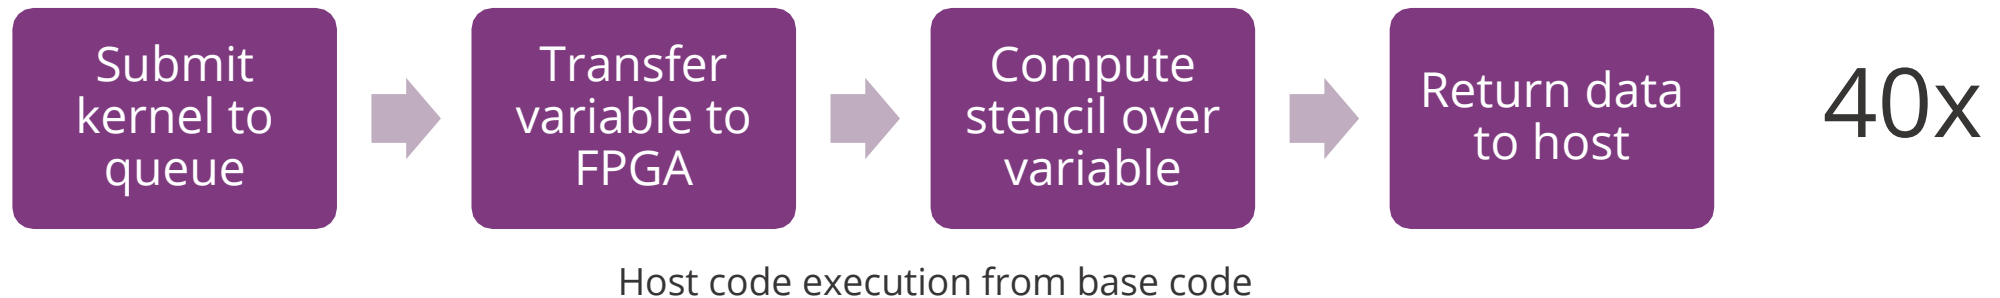 Submit
kernel to
queue
Transfer
variable to
FPGA
Compute
stencil over
variable
Return data
to host
40x
Host code execution from base code